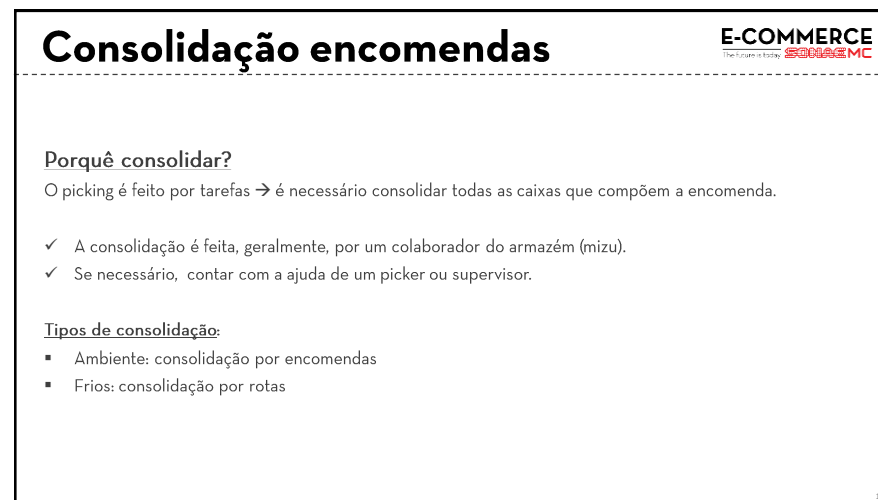 Consolidação encomendas
E-COMMERCE
The future is today SONAE MC
Porquê consolidar?
O picking é feito por tarefas → é necessário consolidar todas as caixas que compõem a encomenda.
✓ A consolidação é feita, geralmente, por um colaborador do armazém (mizu).
✓ Se necessário, contar com a ajuda de um picker ou supervisor.
Tipos de consolidação:
▪ Ambiente: consolidação por encomendas
▪ Frios: consolidação por rotas